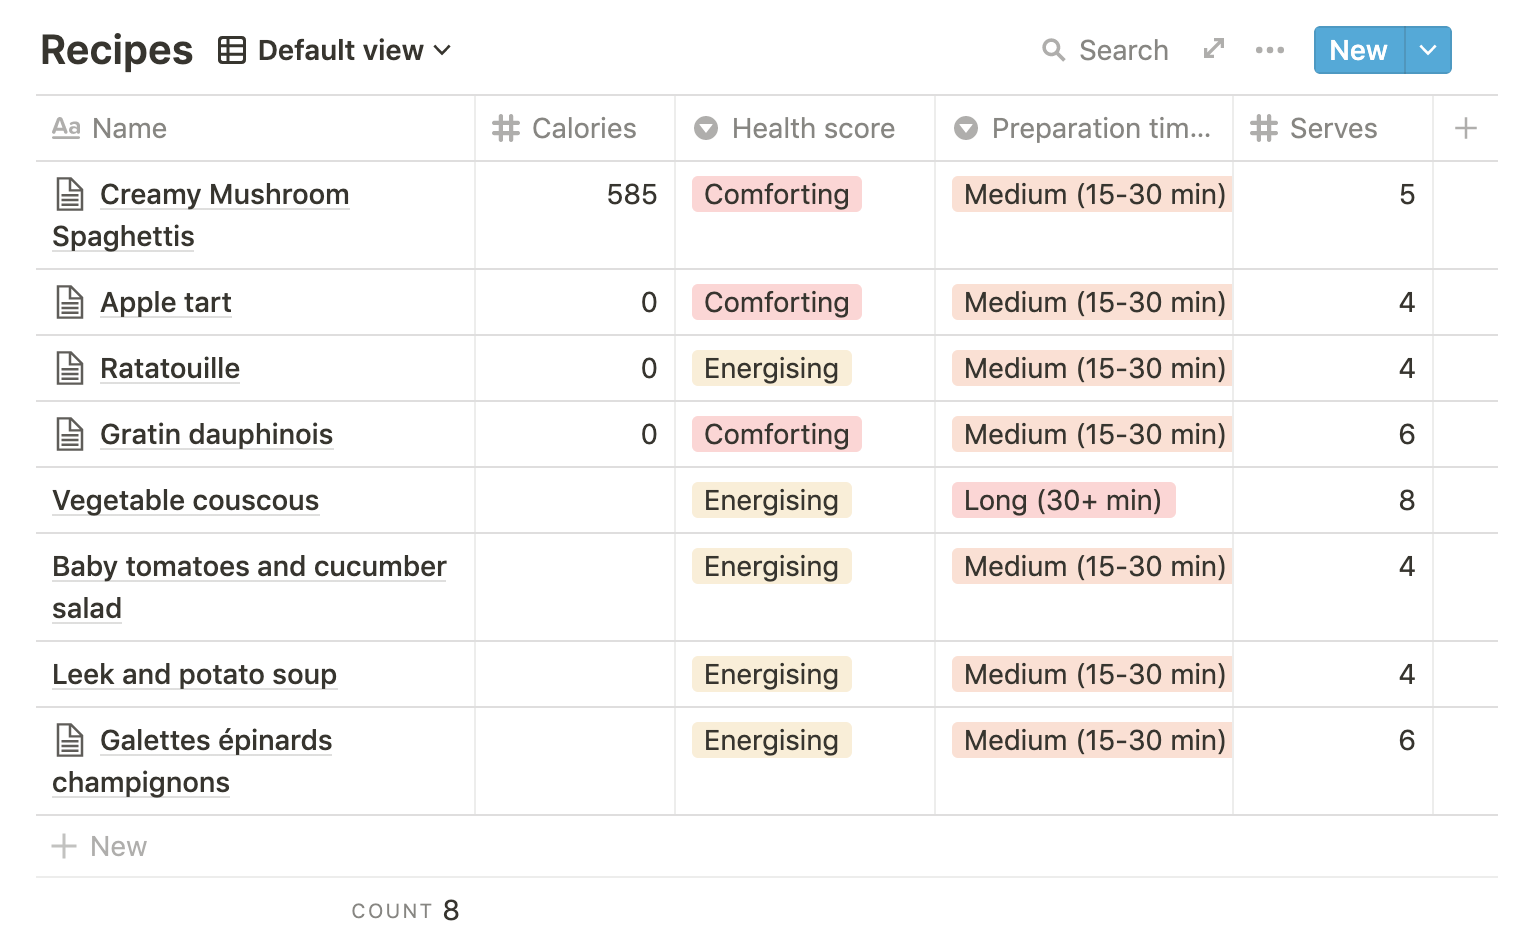 Recipes Default view Search New
Aa Name Calories Health score Preparation tim... Serves
Creamy Mushroom 585 Comforting Medium (15-30 min) 5
Spaghettis
Apple tart 0 Comforting Medium (15-30 min) 4
Ratatouille 0 Energising Medium (15-30 min) 4
Gratin dauphinois 0 Comforting Medium (15-30 min) 6
Vegetable couscous Energising Long (30+ min) 8
Baby tomatoes and cucumber Energising Medium (15-30 min) 4
salad
Leek and potato soup Energising Medium (15-30 min) 4
Galettes épinards Energising Medium (15-30 min) 6
champignons
+ New
COUNT 8